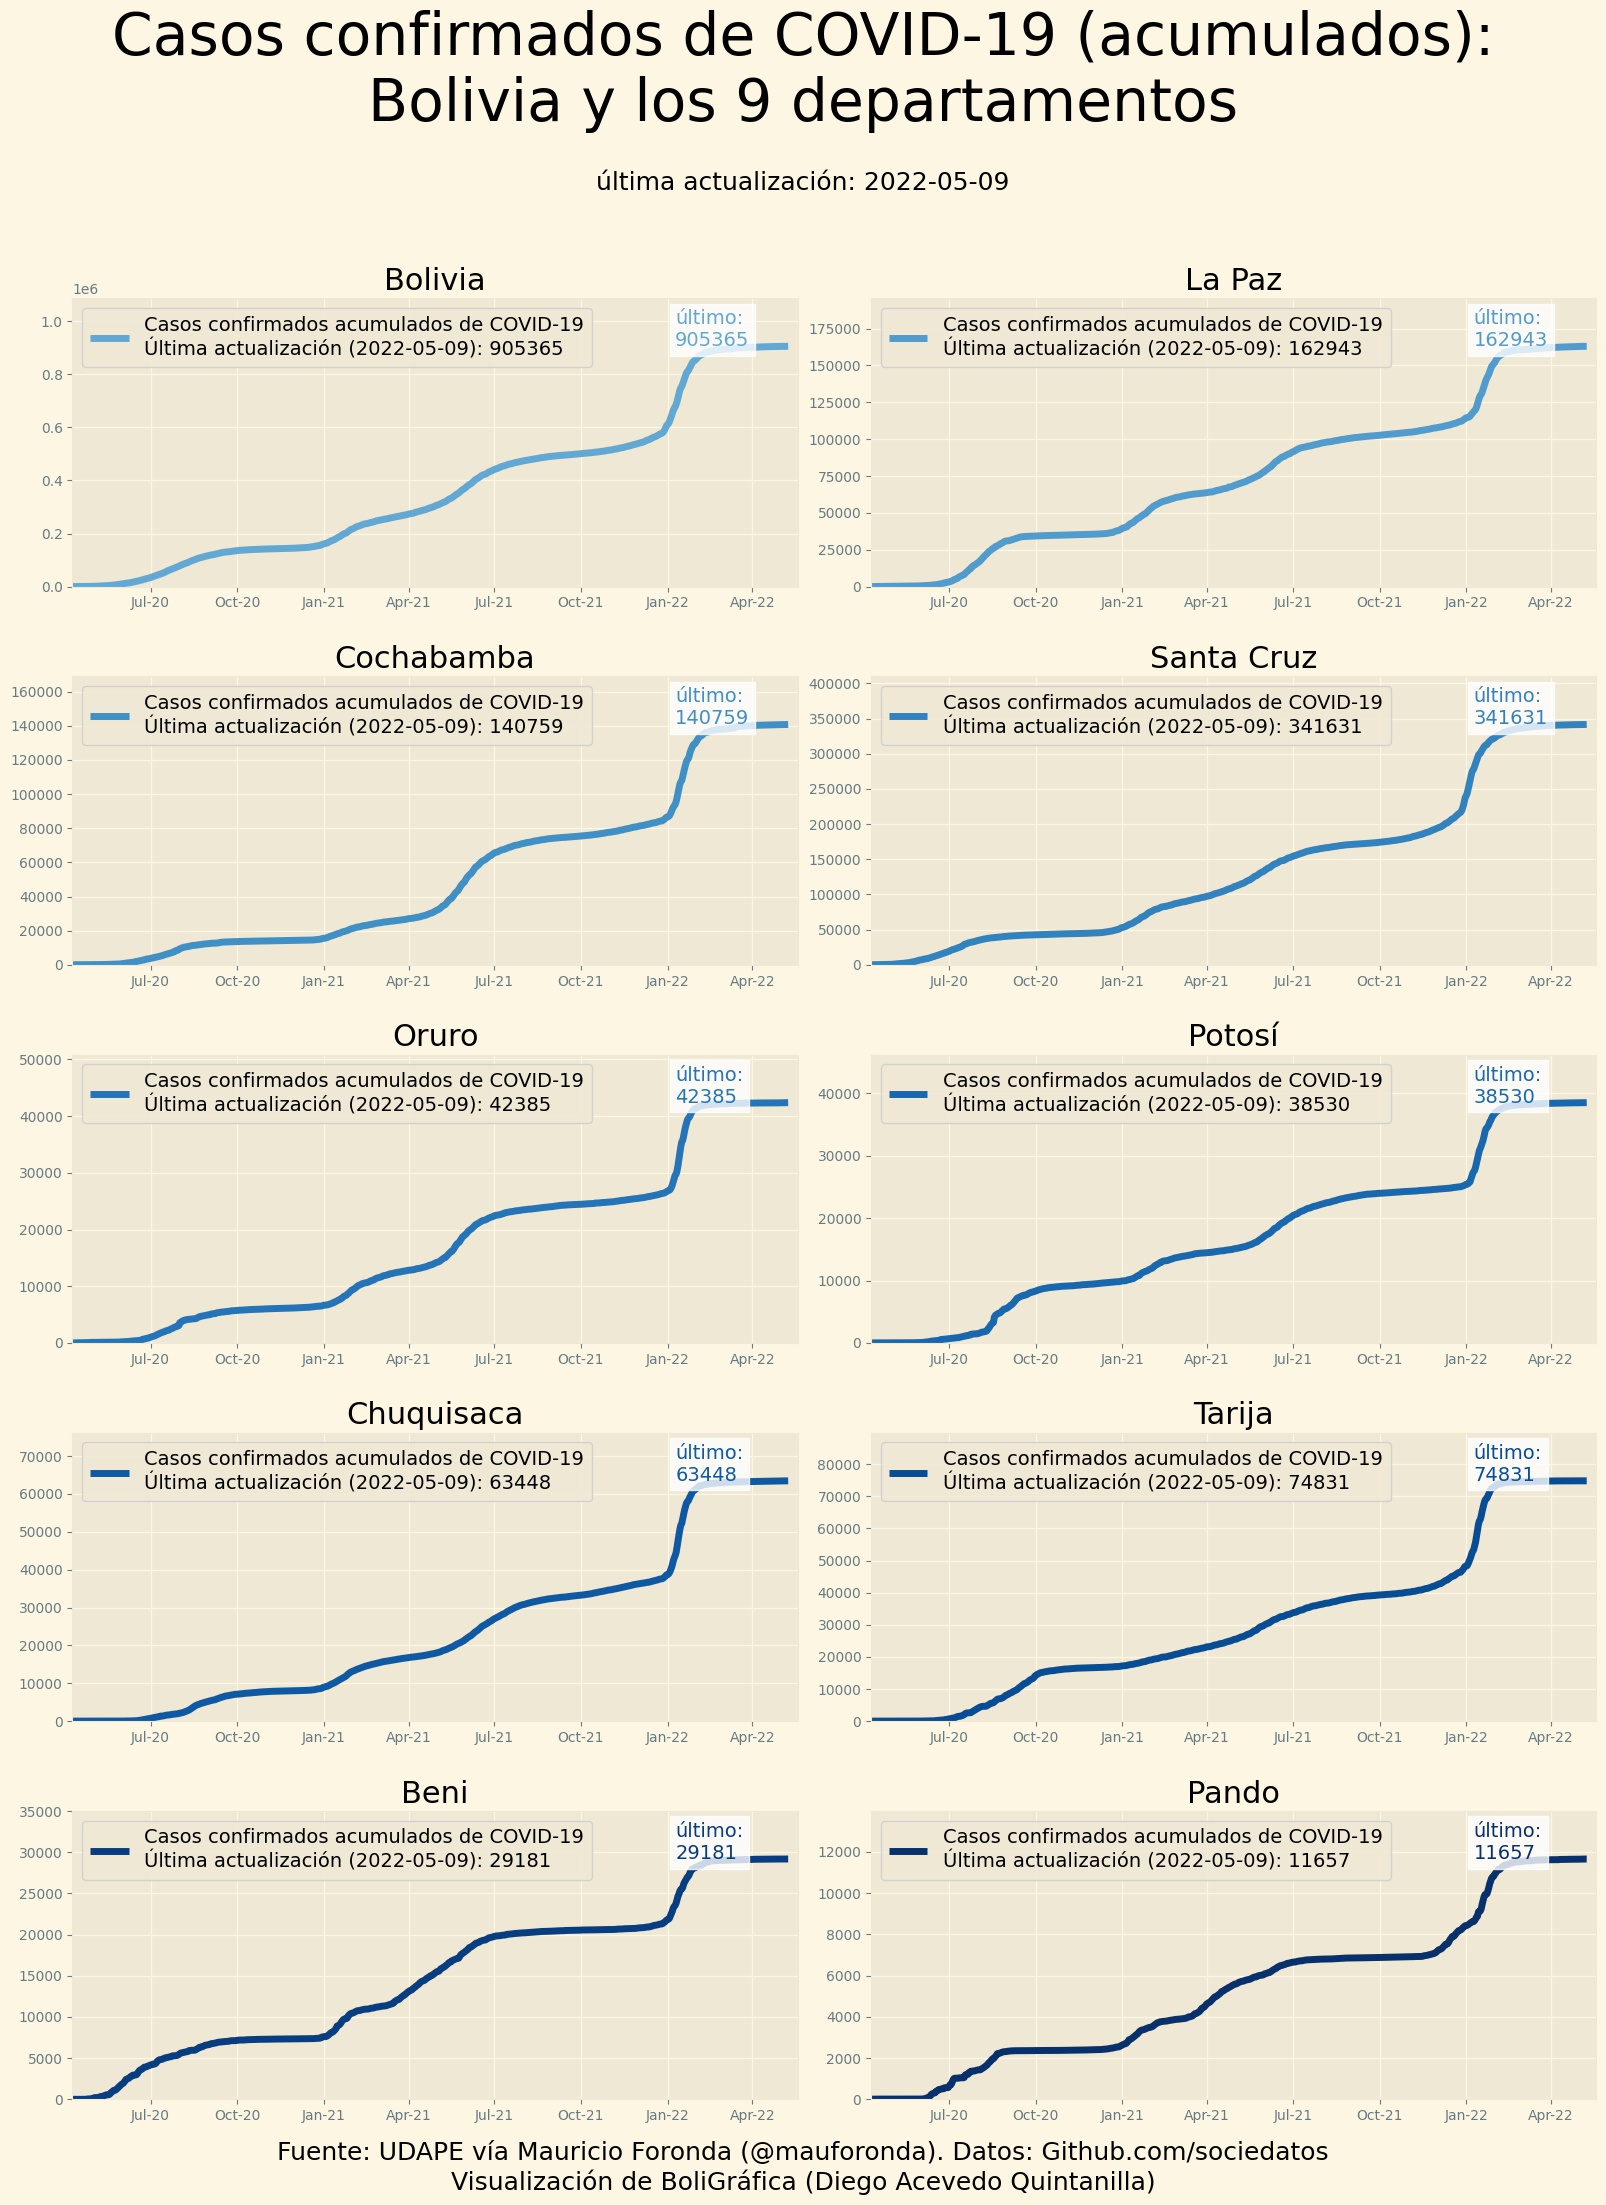 Casos confirmados de COVID-19 (acumulados):
Bolivia y los 9 departamentos
última actualización: 2022-05-09
Bolivia
1e6
Casos confirmados acumulados de COVID-19
Última actualización (2022-05-09): 905365
último:
905365
1.0
0.8
0.6
0.4
0.2
0.0
Jul-20 Oct-20 Jan-21 Apr-21 Jul-21 Oct-21 Jan-22 Apr-22
La Paz
Casos confirmados acumulados de COVID-19
Última actualización (2022-05-09): 162943
último:
162943
175000
150000
125000
100000
75000
50000
25000
0
Jul-20 Oct-20 Jan-21 Apr-21 Jul-21 Oct-21 Jan-22 Apr-22
Cochabamba
Casos confirmados acumulados de COVID-19
Última actualización (2022-05-09): 140759
último:
140759
160000
140000
120000
100000
80000
60000
40000
20000
0
Jul-20 Oct-20 Jan-21 Apr-21 Jul-21 Oct-21 Jan-22 Apr-22
Santa Cruz
Casos confirmados acumulados de COVID-19
Última actualización (2022-05-09): 341631
último:
341631
400000
350000
300000
250000
200000
150000
100000
50000
0
Jul-20 Oct-20 Jan-21 Apr-21 Jul-21 Oct-21 Jan-22 Apr-22
Oruro
Casos confirmados acumulados de COVID-19
Última actualización (2022-05-09): 42385
último:
42385
50000
40000
30000
20000
10000
0
Jul-20 Oct-20 Jan-21 Apr-21 Jul-21 Oct-21 Jan-22 Apr-22
Potosí
Casos confirmados acumulados de COVID-19
Última actualización (2022-05-09): 38530
último:
38530
40000
30000
20000
10000
0
Jul-20 Oct-20 Jan-21 Apr-21 Jul-21 Oct-21 Jan-22 Apr-22
Chuquisaca
Casos confirmados acumulados de COVID-19
Última actualización (2022-05-09): 63448
último:
63448
70000
60000
50000
40000
30000
20000
10000
0
Jul-20 Oct-20 Jan-21 Apr-21 Jul-21 Oct-21 Jan-22 Apr-22
Tarija
Casos confirmados acumulados de COVID-19
Última actualización (2022-05-09): 74831
último:
74831
80000
70000
60000
50000
40000
30000
20000
10000
0
Jul-20 Oct-20 Jan-21 Apr-21 Jul-21 Oct-21 Jan-22 Apr-22
Beni
Casos confirmados acumulados de COVID-19
Última actualización (2022-05-09): 29181
último:
29181
35000
30000
25000
20000
15000
10000
5000
0
Jul-20 Oct-20 Jan-21 Apr-21 Jul-21 Oct-21 Jan-22 Apr-22
Pando
Casos confirmados acumulados de COVID-19
Última actualización (2022-05-09): 11657
último:
11657
12000
10000
8000
6000
4000
2000
0
Jul-20 Oct-20 Jan-21 Apr-21 Jul-21 Oct-21 Jan-22 Apr-22
Fuente: UDAPE vía Mauricio Foronda (@mauforonda). Datos: Github.com/sociedatos
Visualización de BoliGráfica (Diego Acevedo Quintanilla)